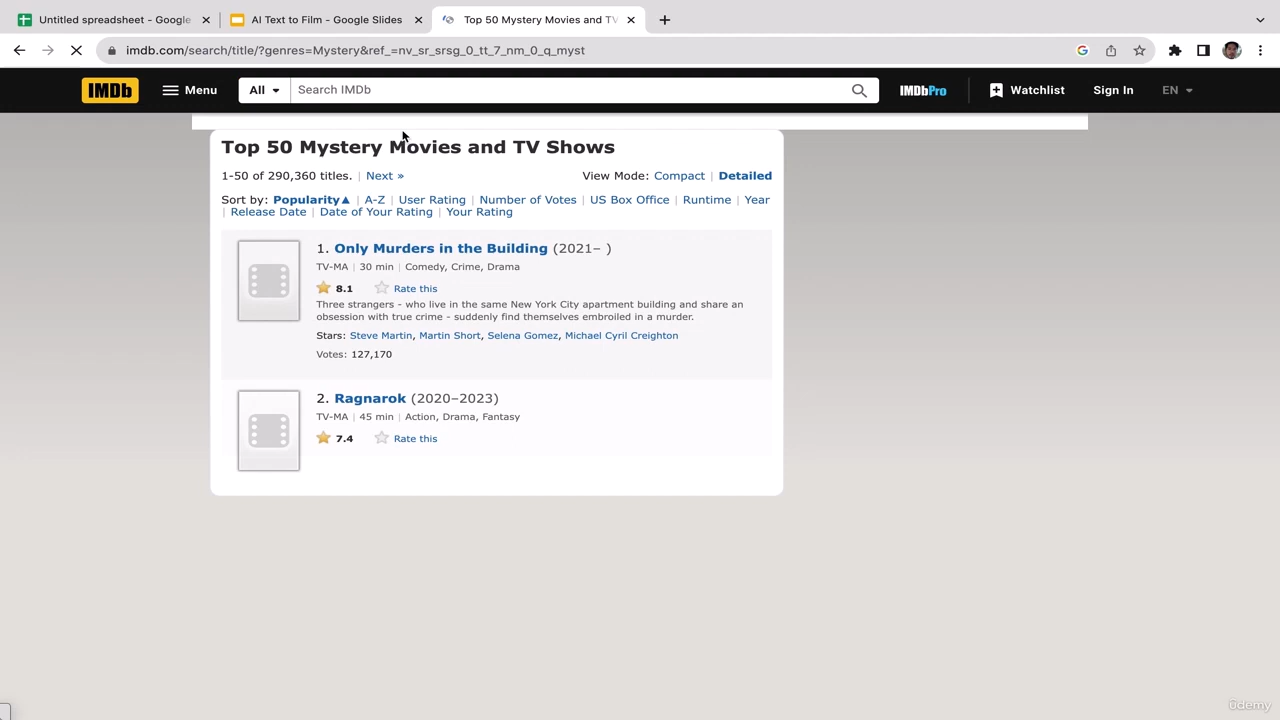 Untitled spreadsheet - Google
AI Text to Film - Google Slides
Top 50 Mystery Movies and TV
imdb.com/search/title/?genres=Mystery&ref_=nv_sr_srsg_0_tt_7_nm_0_q_myst
IMDb Menu All Search IMDb IMDbPro Watchlist Sign In EN
Top 50 Mystery Movies and TV Shows
1-50 of 290,360 titles. | Next » View Mode: Compact | Detailed
Sort by: Popularity▲ | A-Z | User Rating | Number of Votes | US Box Office | Runtime | Year
| Release Date | Date of Your Rating | Your Rating
1. Only Murders in the Building (2021– )
TV-MA | 30 min | Comedy, Crime, Drama
8.1 Rate this
Three strangers - who live in the same New York City apartment building and share an
obsession with true crime - suddenly find themselves embroiled in a murder.
Stars: Steve Martin, Martin Short, Selena Gomez, Michael Cyril Creighton
Votes: 127,170
2. Ragnarok (2020–2023)
TV-MA | 45 min | Action, Drama, Fantasy
7.4 Rate this
ûdemy